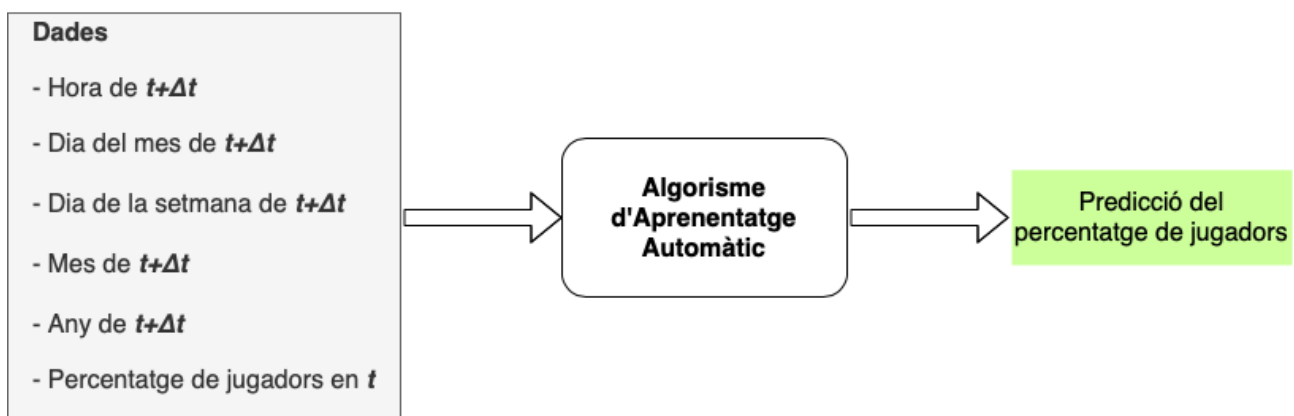 Dades
- Hora de t+Δt
- Dia del mes de t+Δt
- Dia de la setmana de t+Δt
- Mes de t+Δt
- Any de t+Δt
- Percentatge de jugadors en t
Algorisme
d'Aprenentatge
Automàtic
Predicció del
percentatge de jugadors